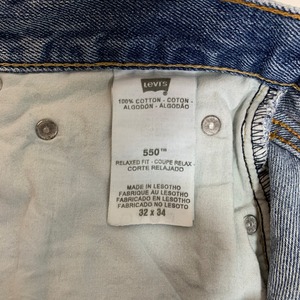 Levi's
100% COTTON - COTON -
ALGODÓN - ALGODÃO
550™
RELAXED FIT - COUPE RELAX -
CORTE RELAJADO
MADE IN LESOTHO
FABRIQUE AU LESOTHO
FABRICADO EN LESOTHO
FABRICADO NO LESOTO
32 x 34